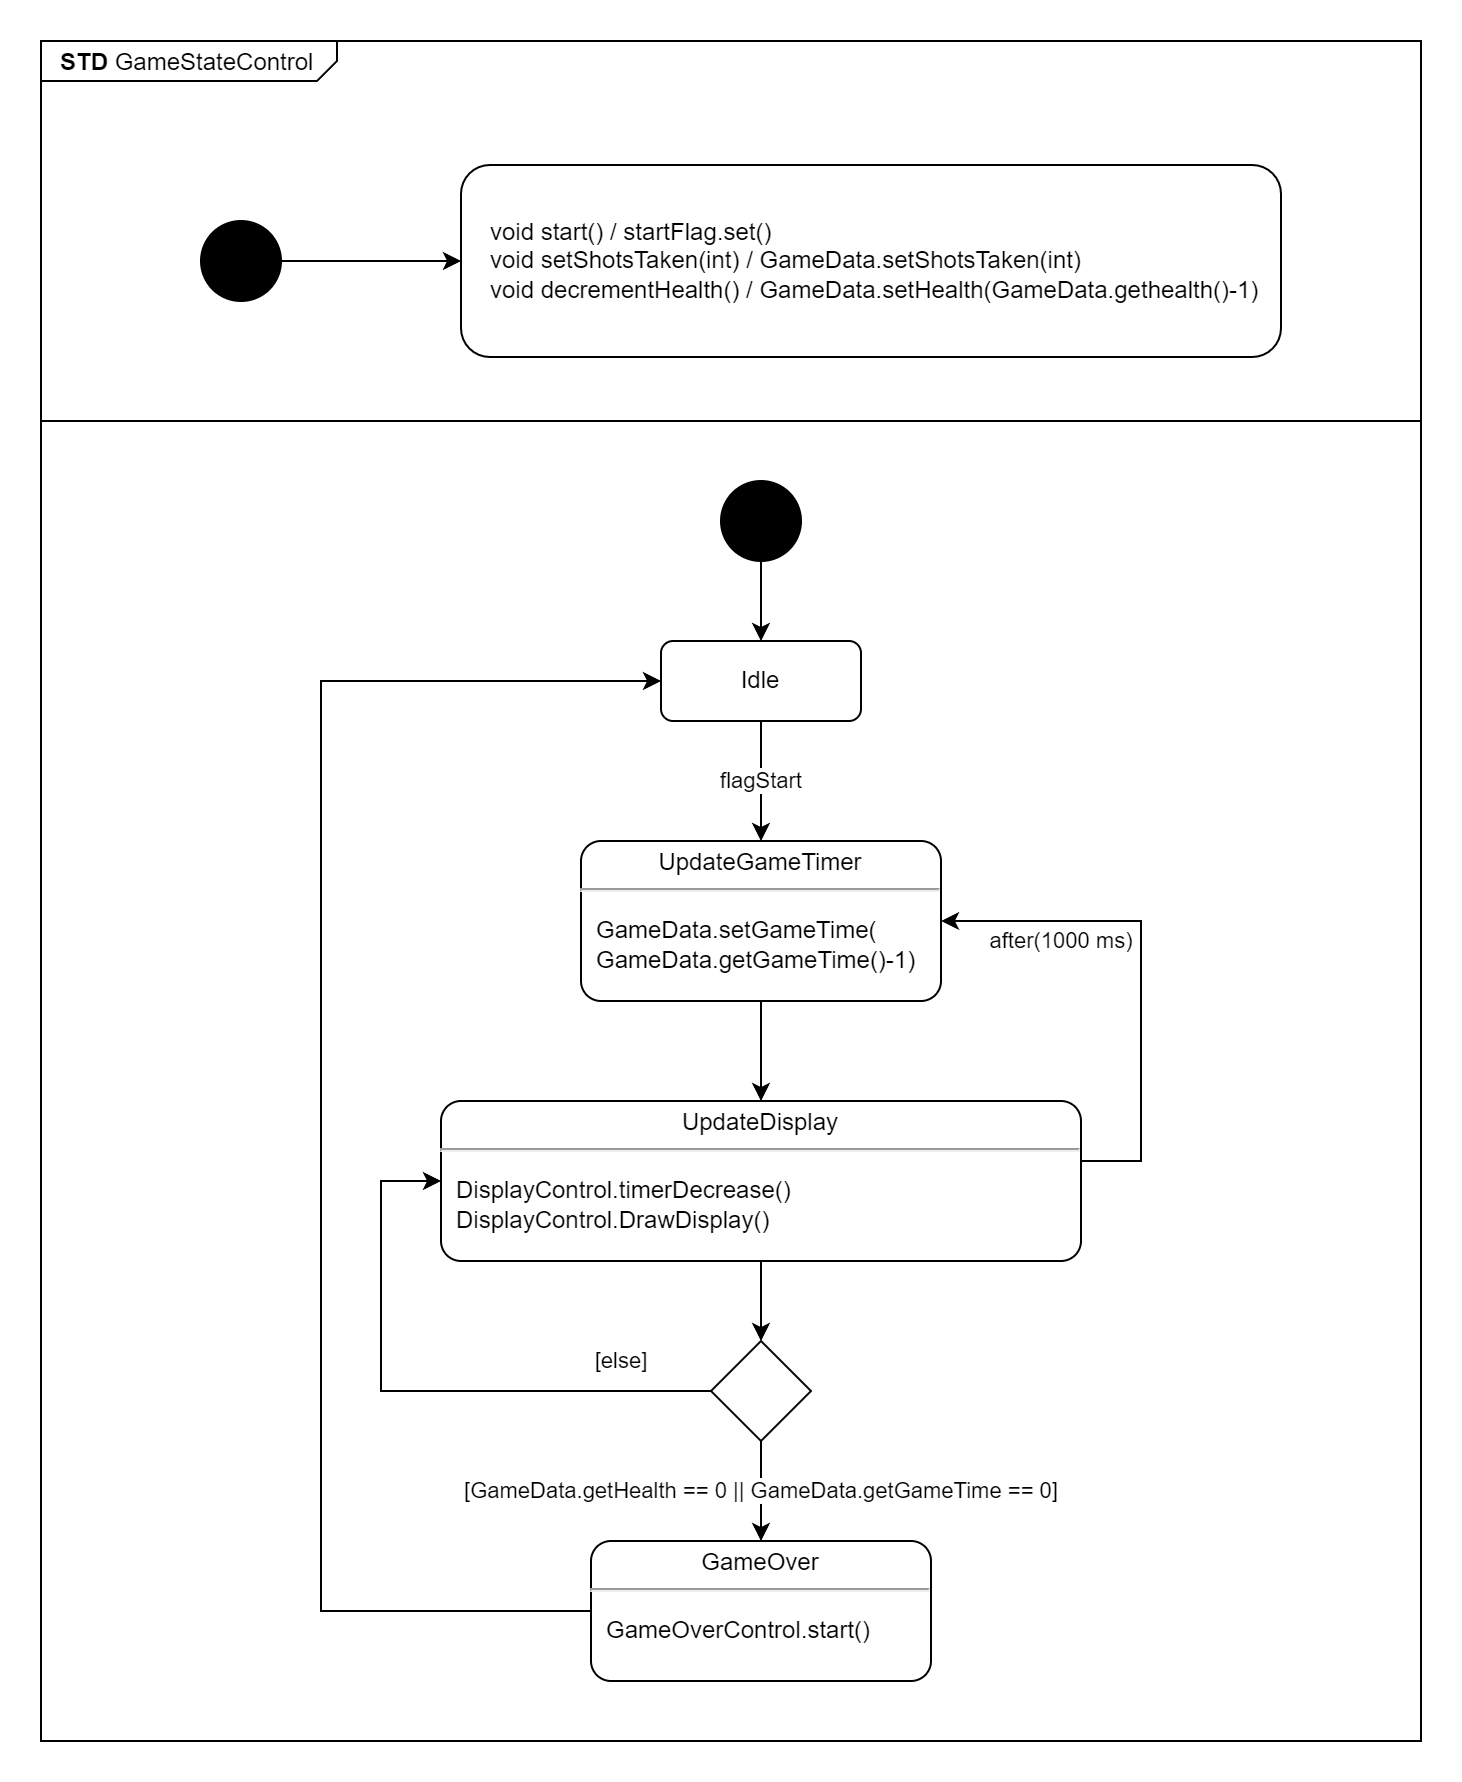 STD GameStateControl
void start() / startFlag.set()
void setShotsTaken(int) / GameData.setShotsTaken(int)
void decrementHealth() / GameData.setHealth(GameData.gethealth()-1)
Idle
flagStart
UpdateGameTimer
GameData.setGameTime(
GameData.getGameTime()-1)
after(1000 ms)
UpdateDisplay
DisplayControl.timerDecrease()
DisplayControl.DrawDisplay()
[else]
[GameData.getHealth == 0 || GameData.getGameTime == 0]
GameOver
GameOverControl.start()